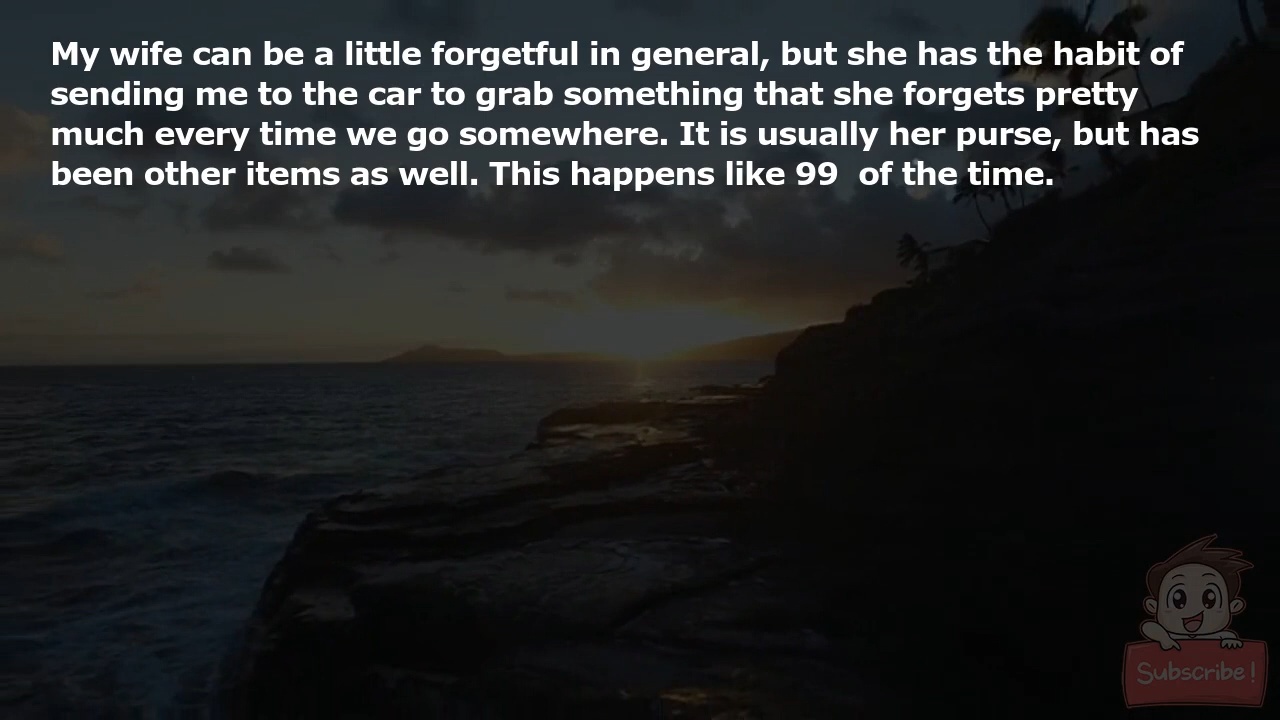 My wife can be a little forgetful in general, but she has the habit of
sending me to the car to grab something that she forgets pretty
much every time we go somewhere. It is usually her purse, but has
been other items as well. This happens like 99  of the time.
Subscribe!